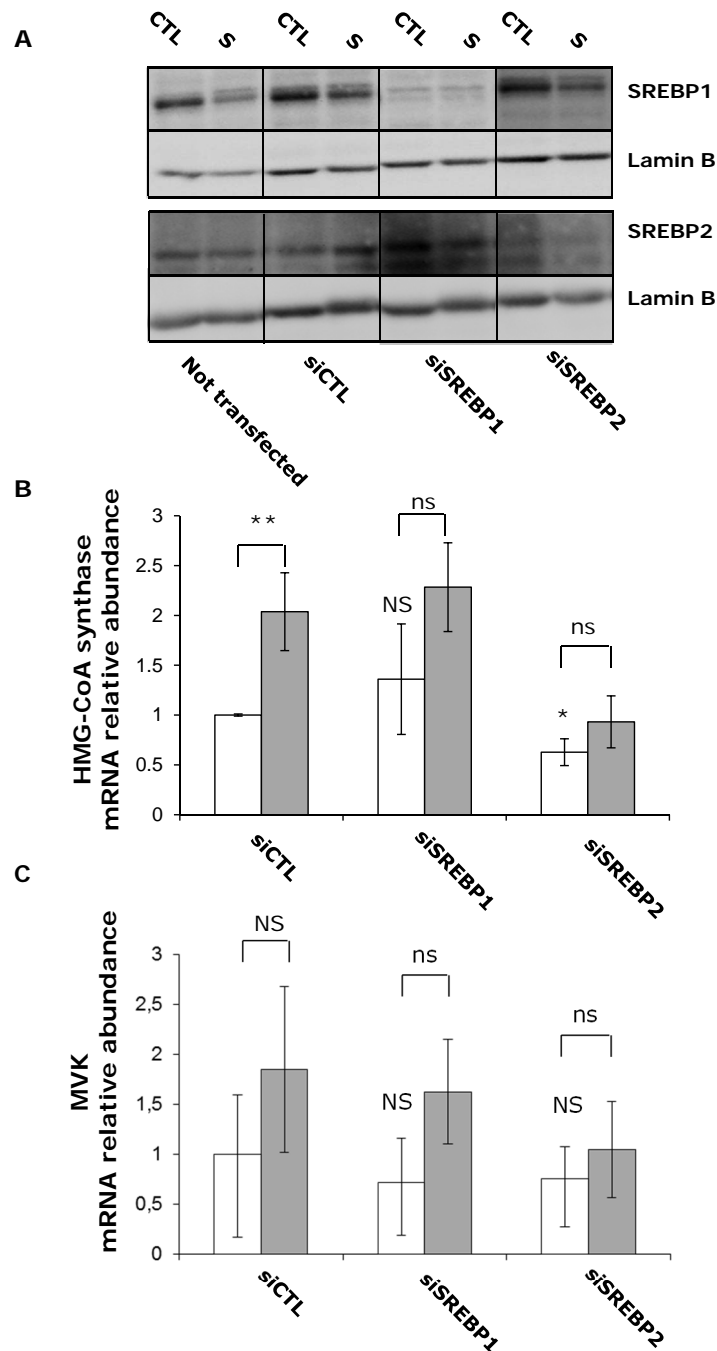 A
CTL S CTL S CTL S CTL S
SREBP1
Lamin B
SREBP2
Lamin B
Not transfected siCTL siSREBP1 siSREBP2
B
HMG-CoA synthase
mRNA relative abundance
3
2.5
2
1.5
1
0.5
0
**
ns
NS
ns
*
siCTL siSREBP1 siSREBP2
C
MVK
mRNA relative abundance
3
2,5
2
1,5
1
0,5
0
NS
ns
NS
ns
NS
siCTL siSREBP1 siSREBP2